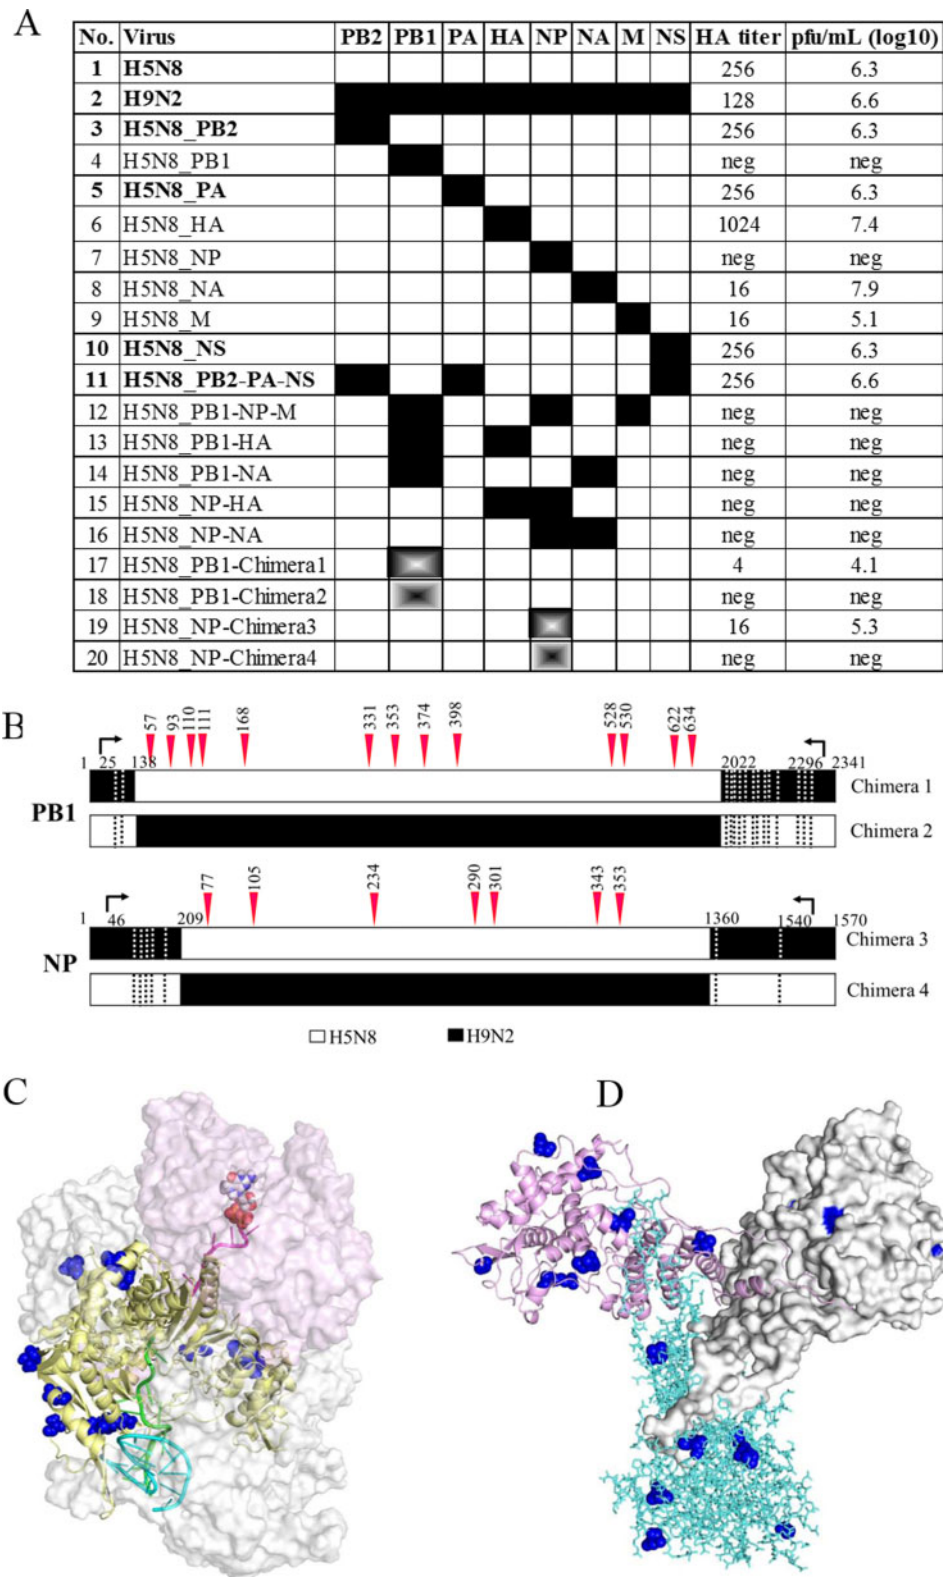 A
No. Virus PB2 PB1 PA HA NP NA M NS HA titer pfu/mL (log10)
1 H5N8 256 6.3
2 H9N2 128 6.6
3 H5N8_PB2 256 6.3
4 H5N8_PB1 neg neg
5 H5N8_PA 256 6.3
6 H5N8_HA 1024 7.4
7 H5N8_NP neg neg
8 H5N8_NA 16 7.9
9 H5N8_M 16 5.1
10 H5N8_NS 256 6.3
11 H5N8_PB2-PA-NS 256 6.6
12 H5N8_PB1-NP-M neg neg
13 H5N8_PB1-HA neg neg
14 H5N8_PB1-NA neg neg
15 H5N8_NP-HA neg neg
16 H5N8_NP-NA neg neg
17 H5N8_PB1-Chimera1 4 4.1
18 H5N8_PB1-Chimera2 neg neg
19 H5N8_NP-Chimera3 16 5.3
20 H5N8_NP-Chimera4 neg neg
B
57 93 110 111 168 331 353 374 398 528 530 622 634
1 25 138 2022 2296 2341
Chimera 1
PB1
Chimera 2
77 105 234 290 301 343 353
1 46 209 1360 1540 1570
Chimera 3
NP
Chimera 4
H5N8 H9N2
C D